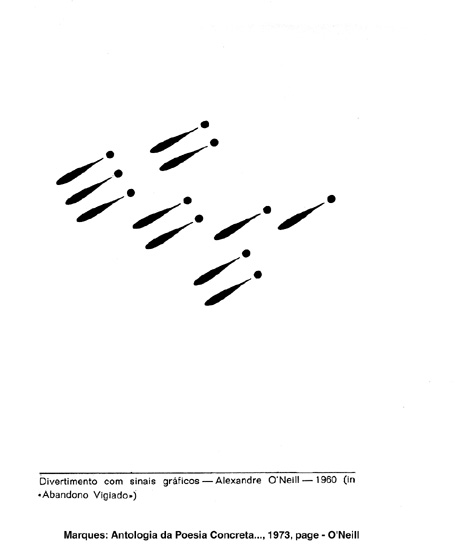 Divertimento com sinais gráficos — Alexandre O'Neill — 1960 (in
«Abandono Vigiado»)
Marques: Antologia da Poesia Concreta..., 1973, page - O'Neill